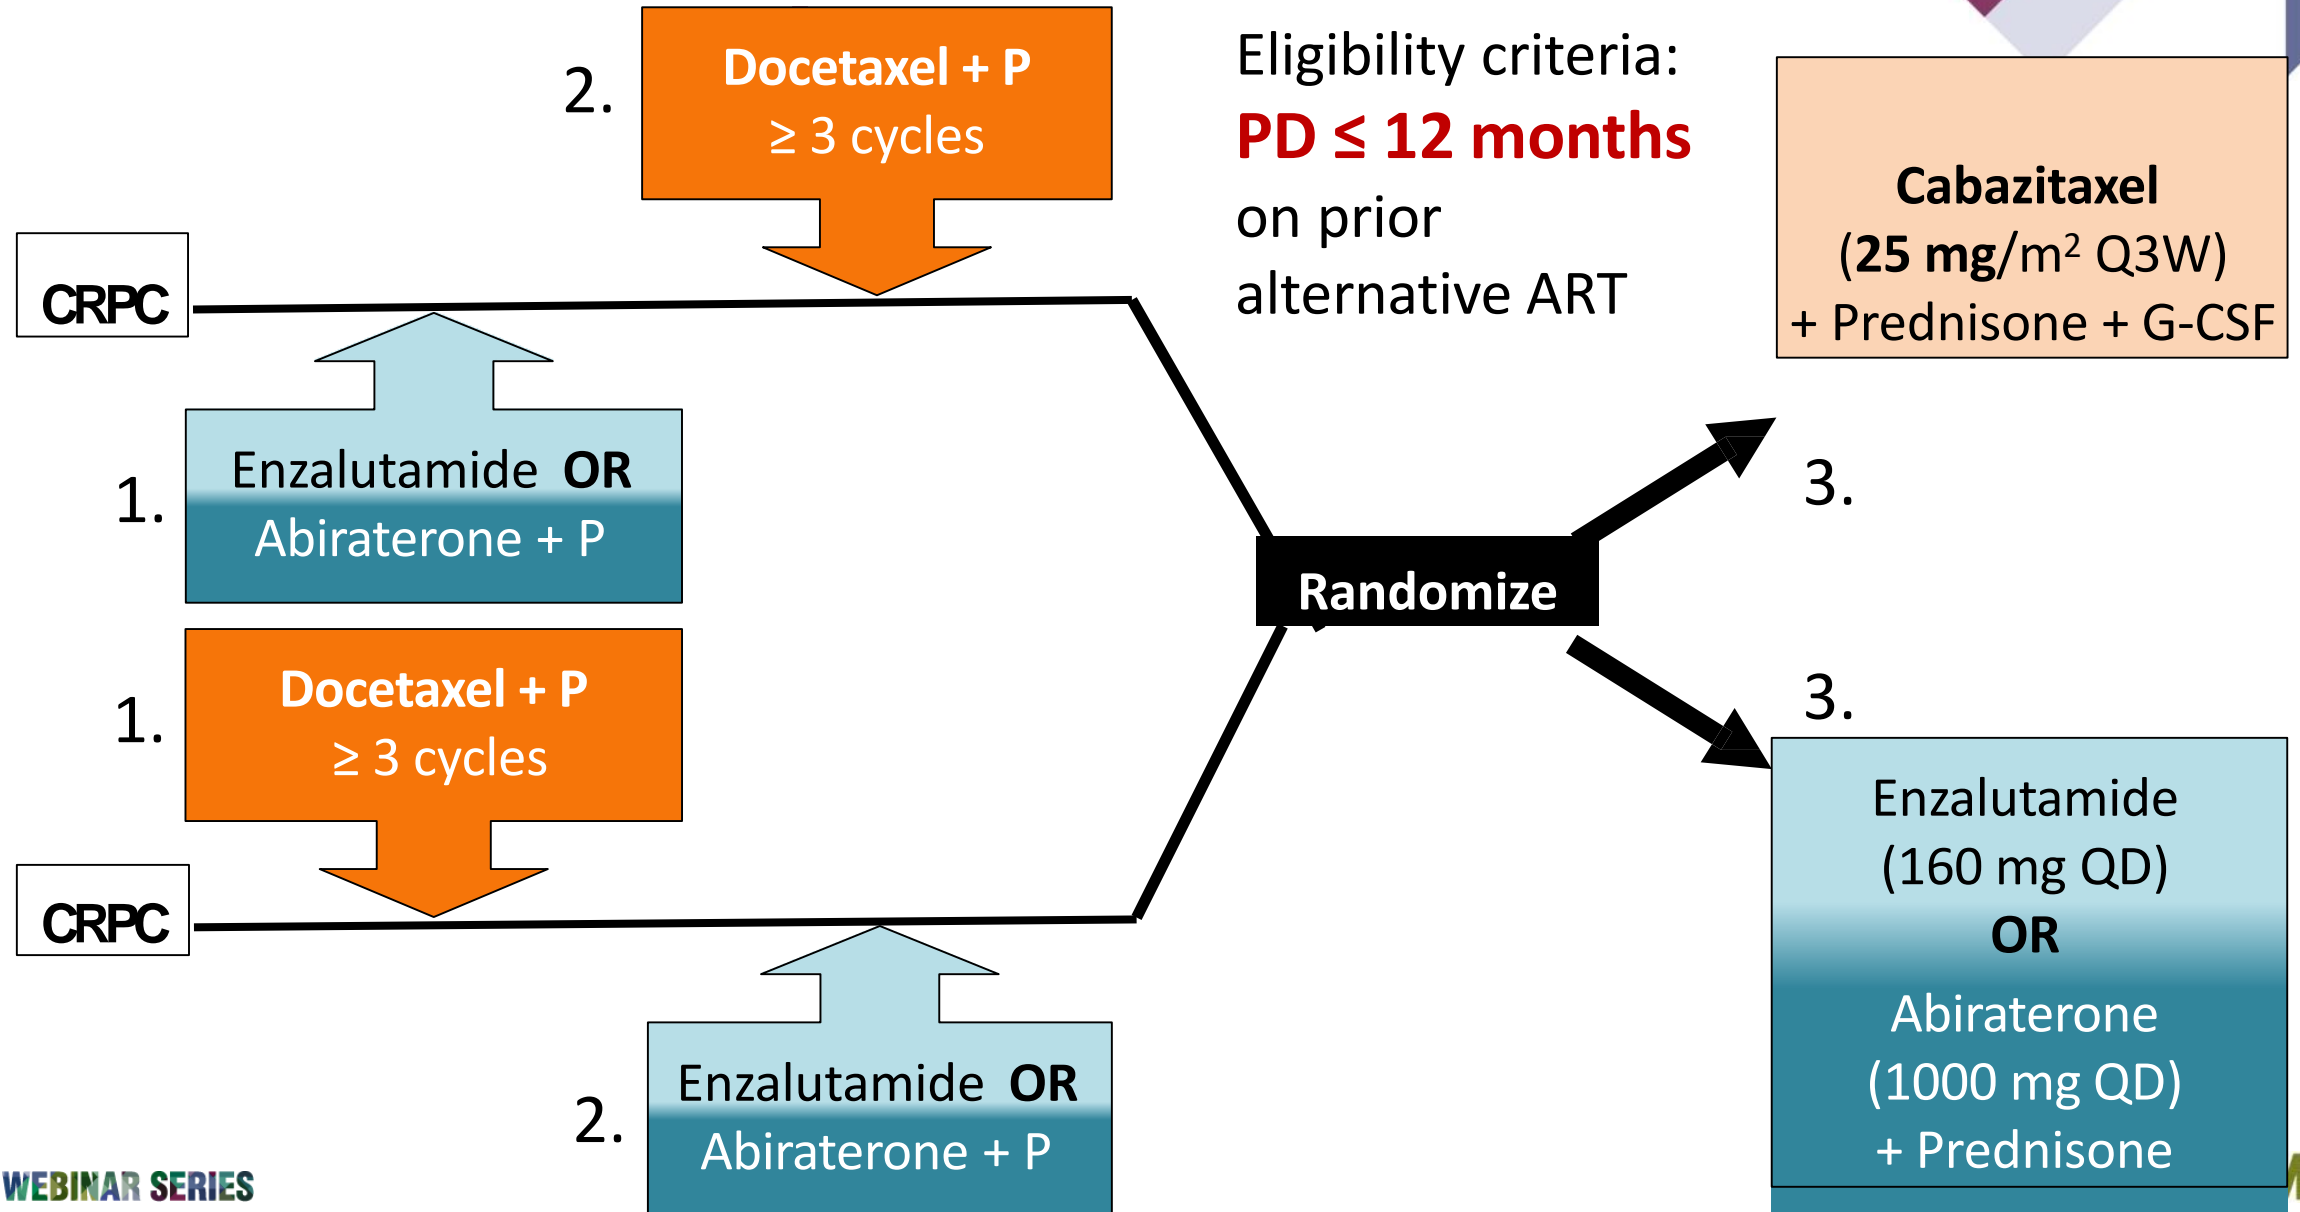 2.
Docetaxel + P
≥ 3 cycles
Eligibility criteria:
PD ≤ 12 months
on prior
alternative ART
Cabazitaxel
(25 mg/m² Q3W)
+ Prednisone + G-CSF
CRPC
1.
Enzalutamide OR
Abiraterone + P
3.
Randomize
1.
Docetaxel + P
≥ 3 cycles
3.
CRPC
Enzalutamide
(160 mg QD)
OR
Abiraterone
(1000 mg QD)
+ Prednisone
2.
Enzalutamide OR
Abiraterone + P
WEBINAR SERIES